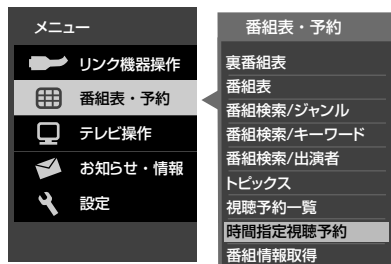 メニュー
リンク機器操作
番組表・予約
テレビ操作
お知らせ・情報
設定
番組表・予約
裏番組表
番組表
番組検索/ジャンル
番組検索/キーワード
番組検索/出演者
トピックス
視聴予約一覧
時間指定視聴予約
番組情報取得